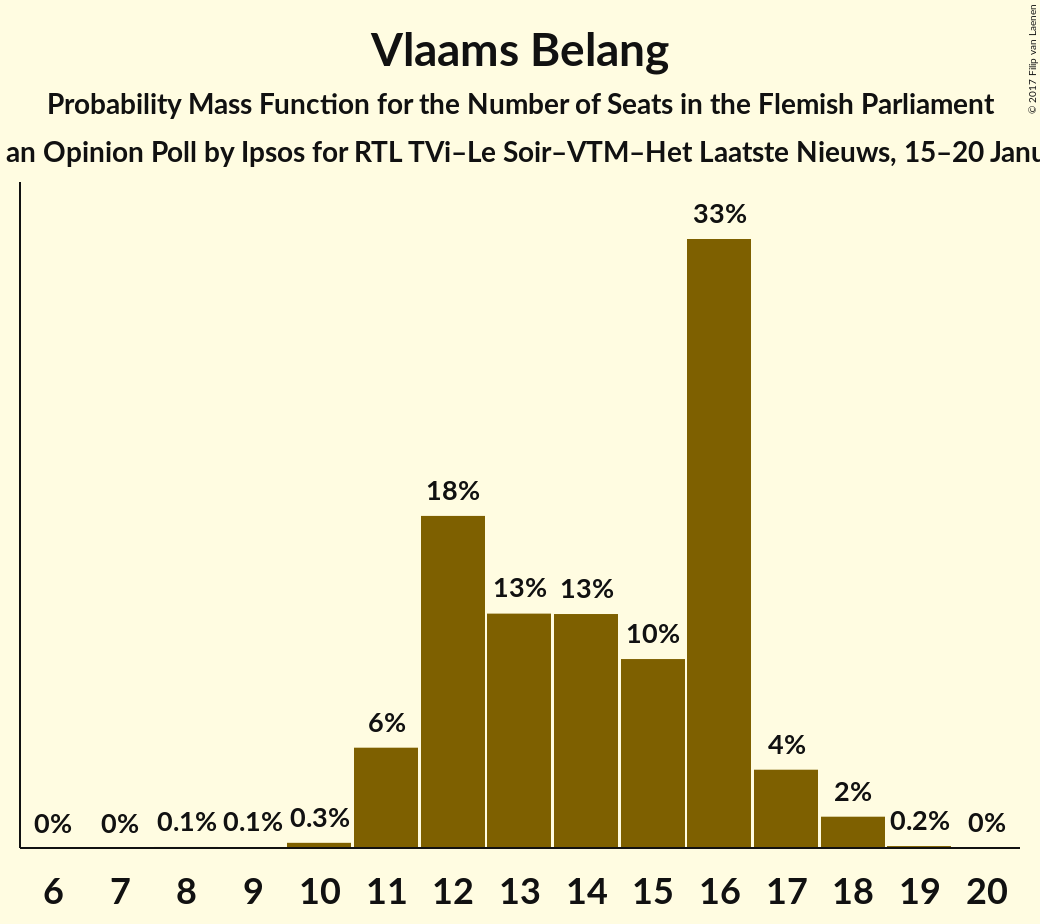 Vlaams Belang
Probability Mass Function for the Number of Seats in the Flemish Parliament
an Opinion Poll by Ipsos for RTL TVi–Le Soir–VTM–Het Laatste Nieuws, 15–20 Janu
© 2017 Filip van Laenen
33%
18%
13% 13%
10%
6%
4%
2%
0% 0% 0.1% 0.1% 0.3% 0.2% 0%
6 7 8 9 10 11 12 13 14 15 16 17 18 19 20